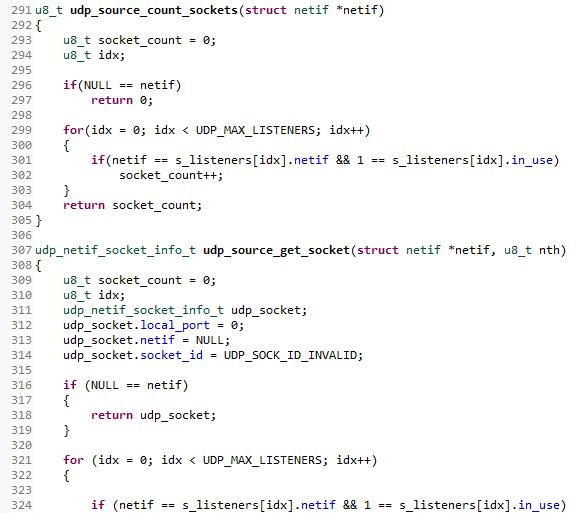 291 u8_t udp_source_count_sockets(struct netif *netif)
292 {
293     u8_t socket_count = 0;
294     u8_t idx;
295
296     if(NULL == netif)
297         return 0;
298
299     for(idx = 0; idx < UDP_MAX_LISTENERS; idx++)
300     {
301         if(netif == s_listeners[idx].netif && 1 == s_listeners[idx].in_use)
302             socket_count++;
303     }
304     return socket_count;
305 }
306
307 udp_netif_socket_info_t udp_source_get_socket(struct netif *netif, u8_t nth)
308 {
309     u8_t socket_count = 0;
310     u8_t idx;
311     udp_netif_socket_info_t udp_socket;
312     udp_socket.local_port = 0;
313     udp_socket.netif = NULL;
314     udp_socket.socket_id = UDP_SOCK_ID_INVALID;
315
316     if (NULL == netif)
317     {
318         return udp_socket;
319     }
320
321     for (idx = 0; idx < UDP_MAX_LISTENERS; idx++)
322     {
323
324         if (netif == s_listeners[idx].netif && 1 == s_listeners[idx].in_use)